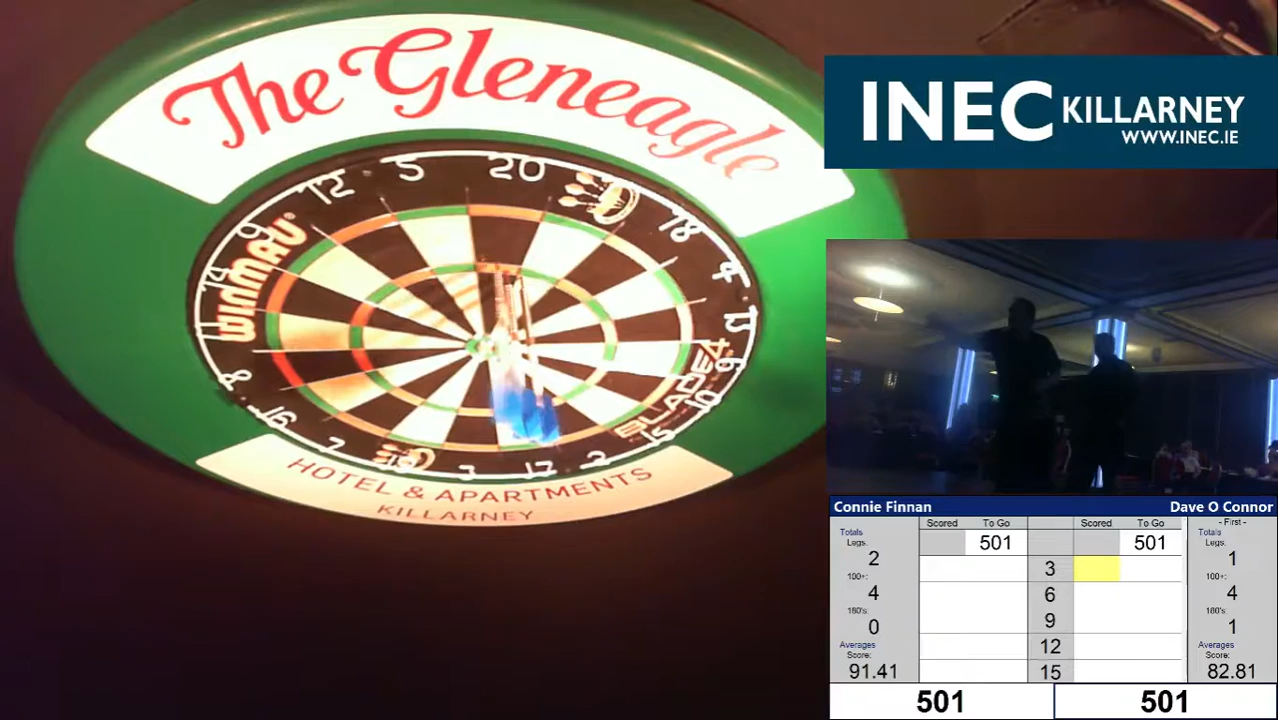 The Gleneagle
5 20
12
18
9
4
14
13
11
WINMAU®
8
16
7
3 17 2
15
10
BLADE4
HOTEL & APARTMENTS
KILLARNEY
INEC KILLARNEY
WWW.INEC.IE
Connie Finnan Dave O Connor
Scored To Go Scored To Go - First -
Totals 501 501 Totals
Legs: Legs:
2 3 1
100+: 100+:
4 6 4
180's: 180's:
0 9 1
Averages 12 Averages
Score: Score:
91.41 15 82.81
501 501